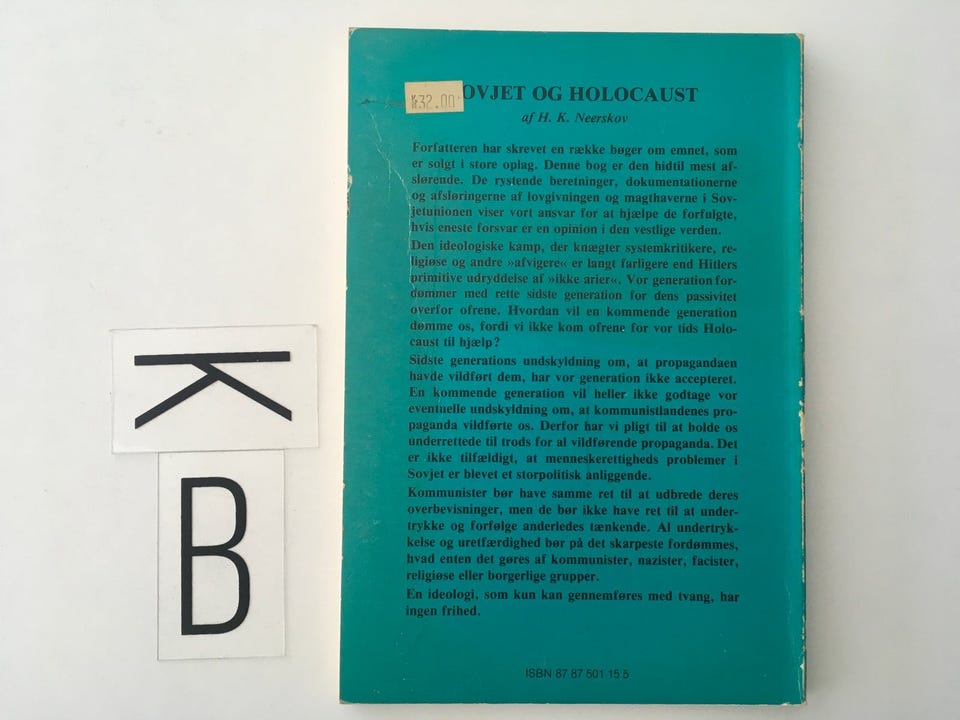 OVJET OG HOLOCAUST
kr32.00
af H. K. Neerskov
Forfatteren har skrevet en række bøger om emnet, som
er solgt i store oplag. Denne bog er den hidtil mest af-
slørende. De rystende beretninger, dokumentationerne
og afsløringerne af lovgivningen og magthaverne i Sov-
jetunionen viser vort ansvar for at hjælpe de forfulgte,
hvis eneste forsvar er en opinion i den vestlige verden.
Den ideologiske kamp, der knægter systemkritikere, re-
ligiøse og andre »afvigere« er langt farligere end Hitlers
primitive udryddelse af »ikke arier«. Vor generation for-
dømmer med rette sidste generation for dens passivitet
overfor ofrene. Hvordan vil en kommende generation
dømme os, fordi vi ikke kom ofrene for vor tids Holo-
caust til hjælp?
Sidste generations undskyldning om, at propagandaen
havde vildført dem, har vor generation ikke accepteret.
En kommende generation vil heller ikke godtage vor
eventuelle undskyldning om, at kommunistlandenes pro-
paganda vildførte os. Derfor har vi pligt til at bolde os
underrettede til trods for al vildførende propaganda. Det
er ikke tilfældigt, at menneskerettigheds problemer i
Sovjet er blevet et storpolitisk anliggende.
Kommunister bør have samme ret til at udbrede deres
overbevisninger, men de bør ikke have ret til at under-
trykke og forfølge anderledes tænkende. Al undertryk-
kelse og uretfærdighed bør på det skarpeste fordømmes,
hvad enten det gøres af kommunister, nazister, facister,
religiøse eller borgerlige grupper.
En ideologi, som kun kan gennemføres med tvang, har
ingen frihed.
ISBN 87 87 501 15 5
K
B